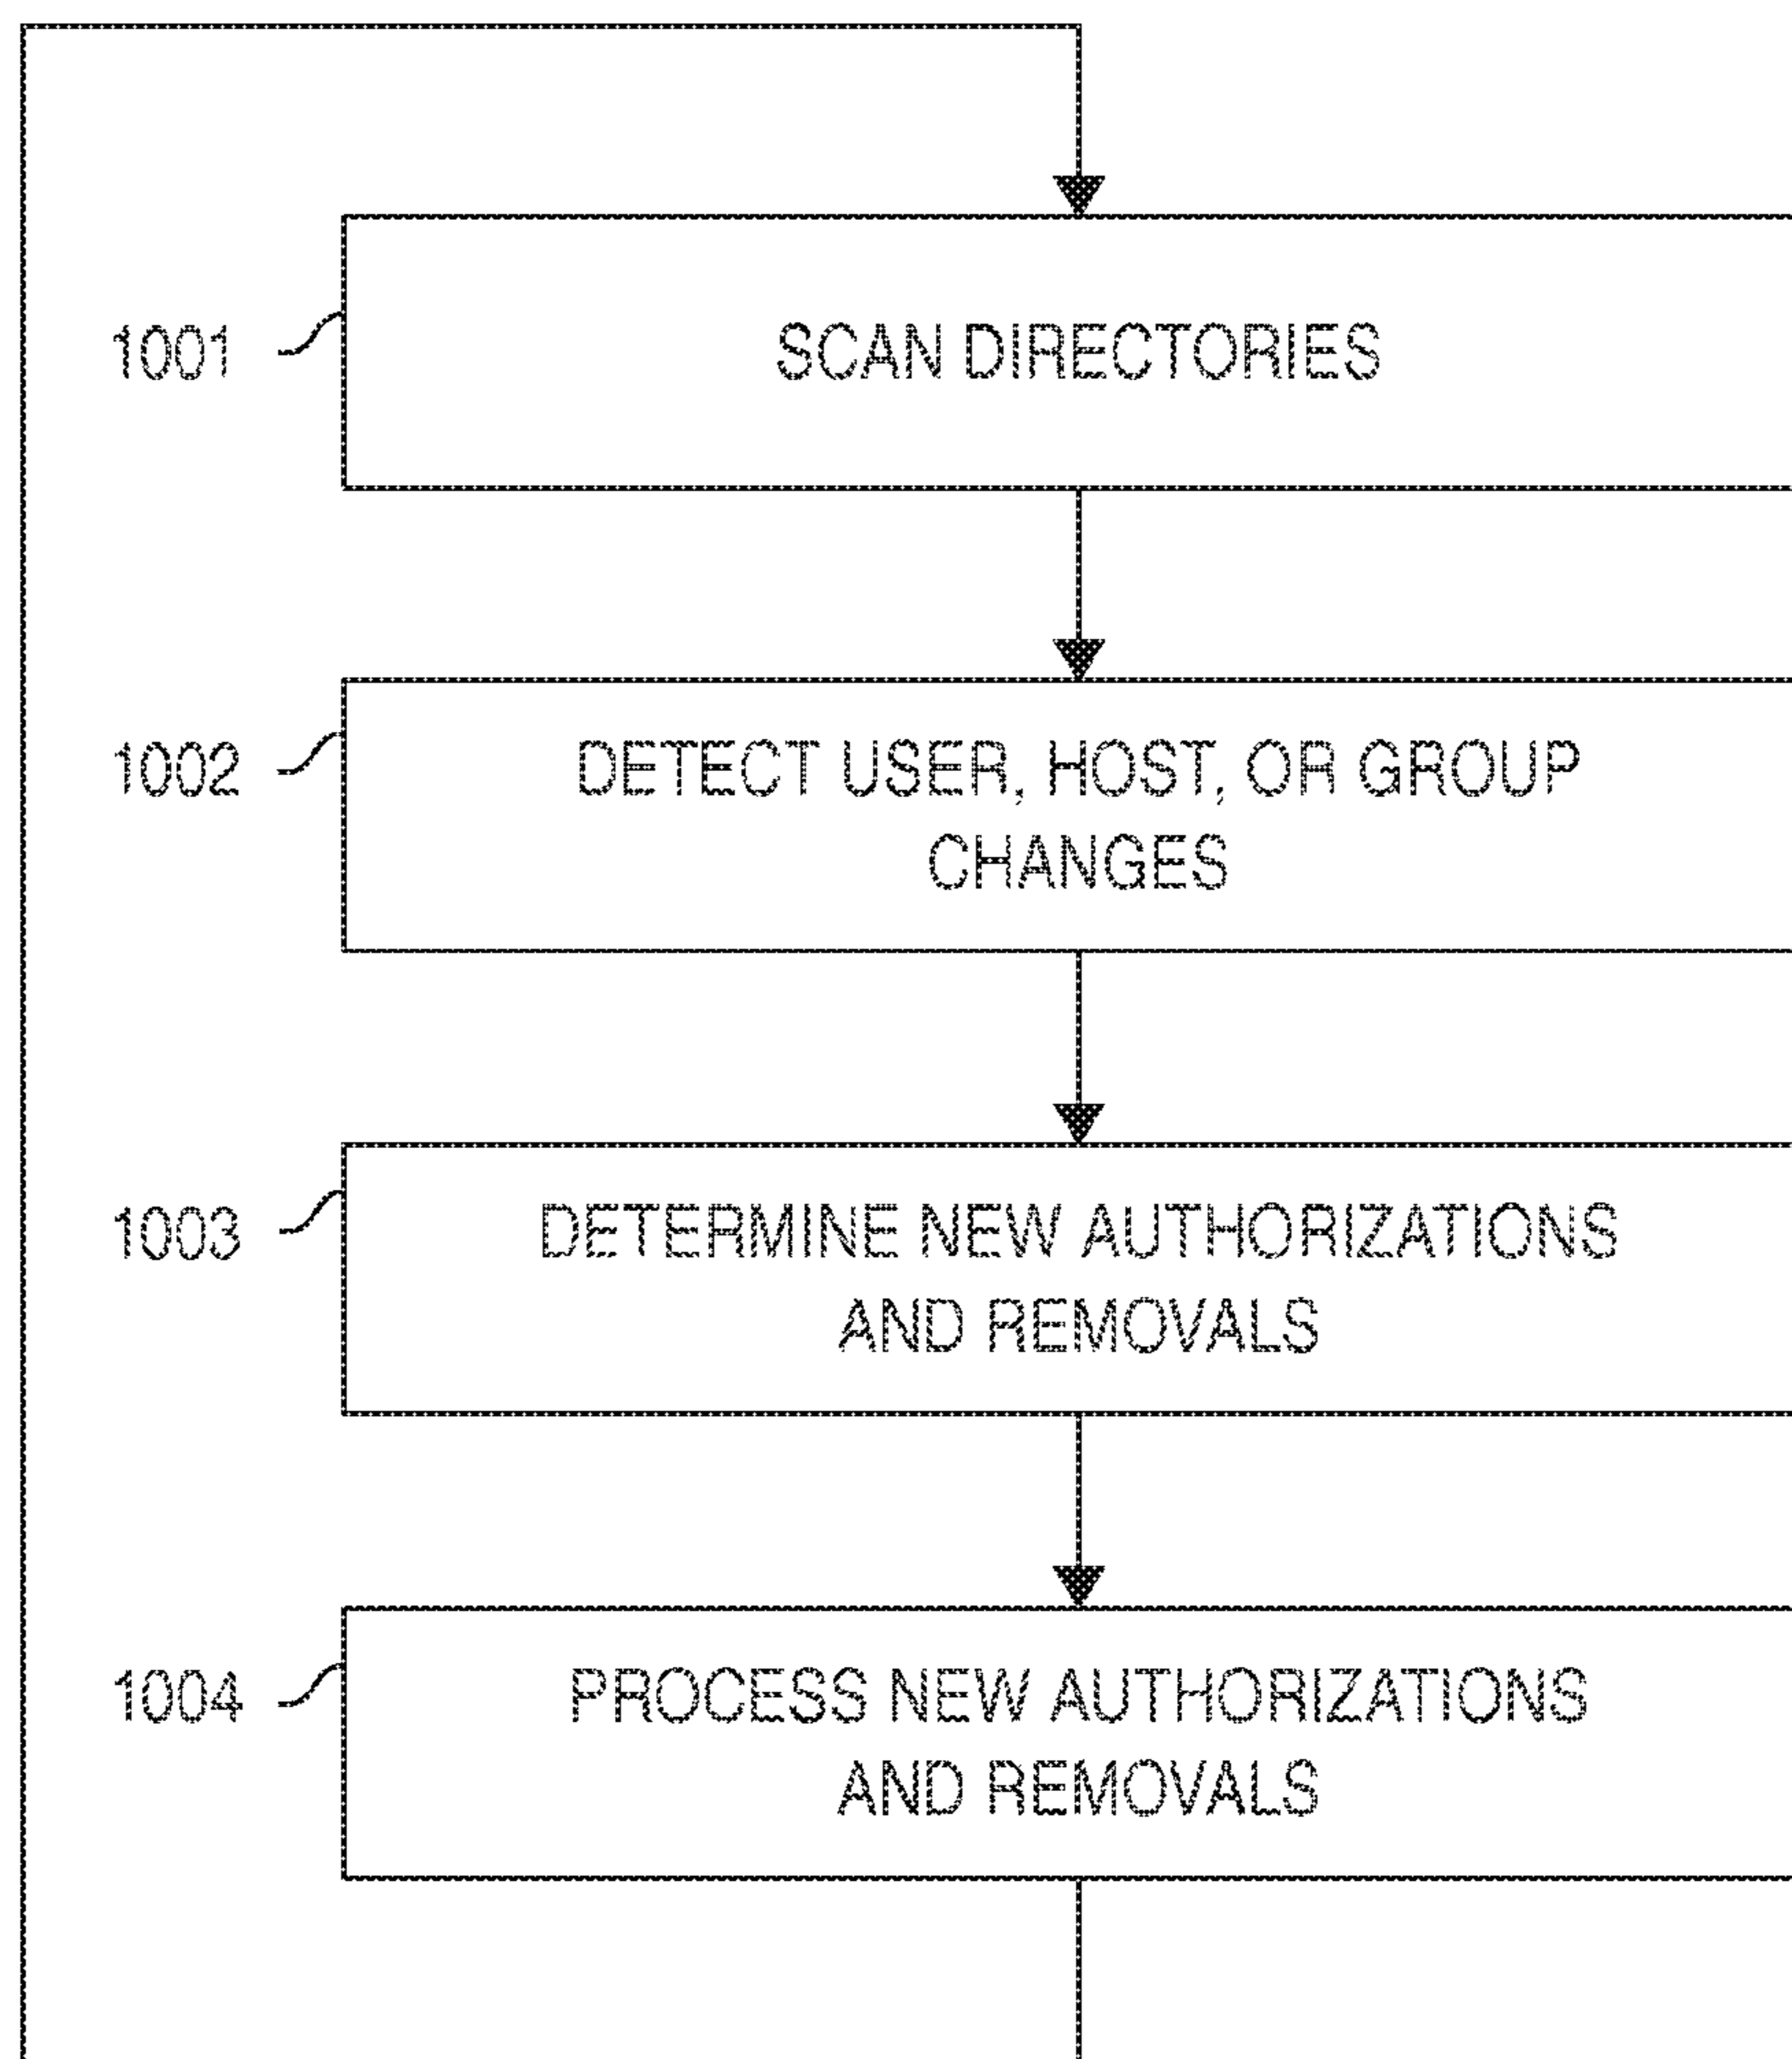 1001
SCAN DIRECTORIES
1002
DETECT USER, HOST, OR GROUP
CHANGES
1003
DETERMINE NEW AUTHORIZATIONS
AND REMOVALS
1004
PROCESS NEW AUTHORIZATIONS
AND REMOVALS